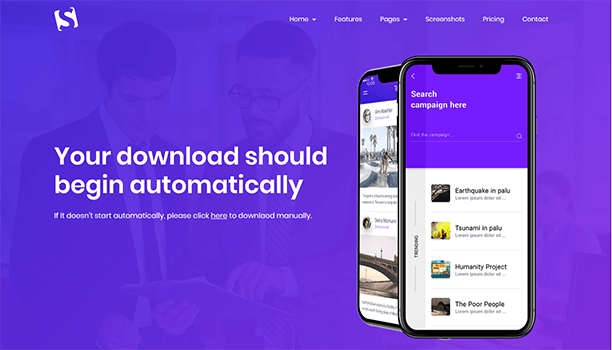 S
Home Features Pages Screenshots Pricing Contact
Your download should
begin automatically
If it doesn't start automatically, please click here to downlaod manually.
Search
campaign here
Find the campaign ...
TRENDING
Earthquake in palu
Lorem ipsum dolor sit ...
Tsunami in palu
Lorem ipsum dolor sit ...
Humanity Project
Lorem ipsum dolor sit ...
The Poor People
Lorem ipsum dolor sit ...